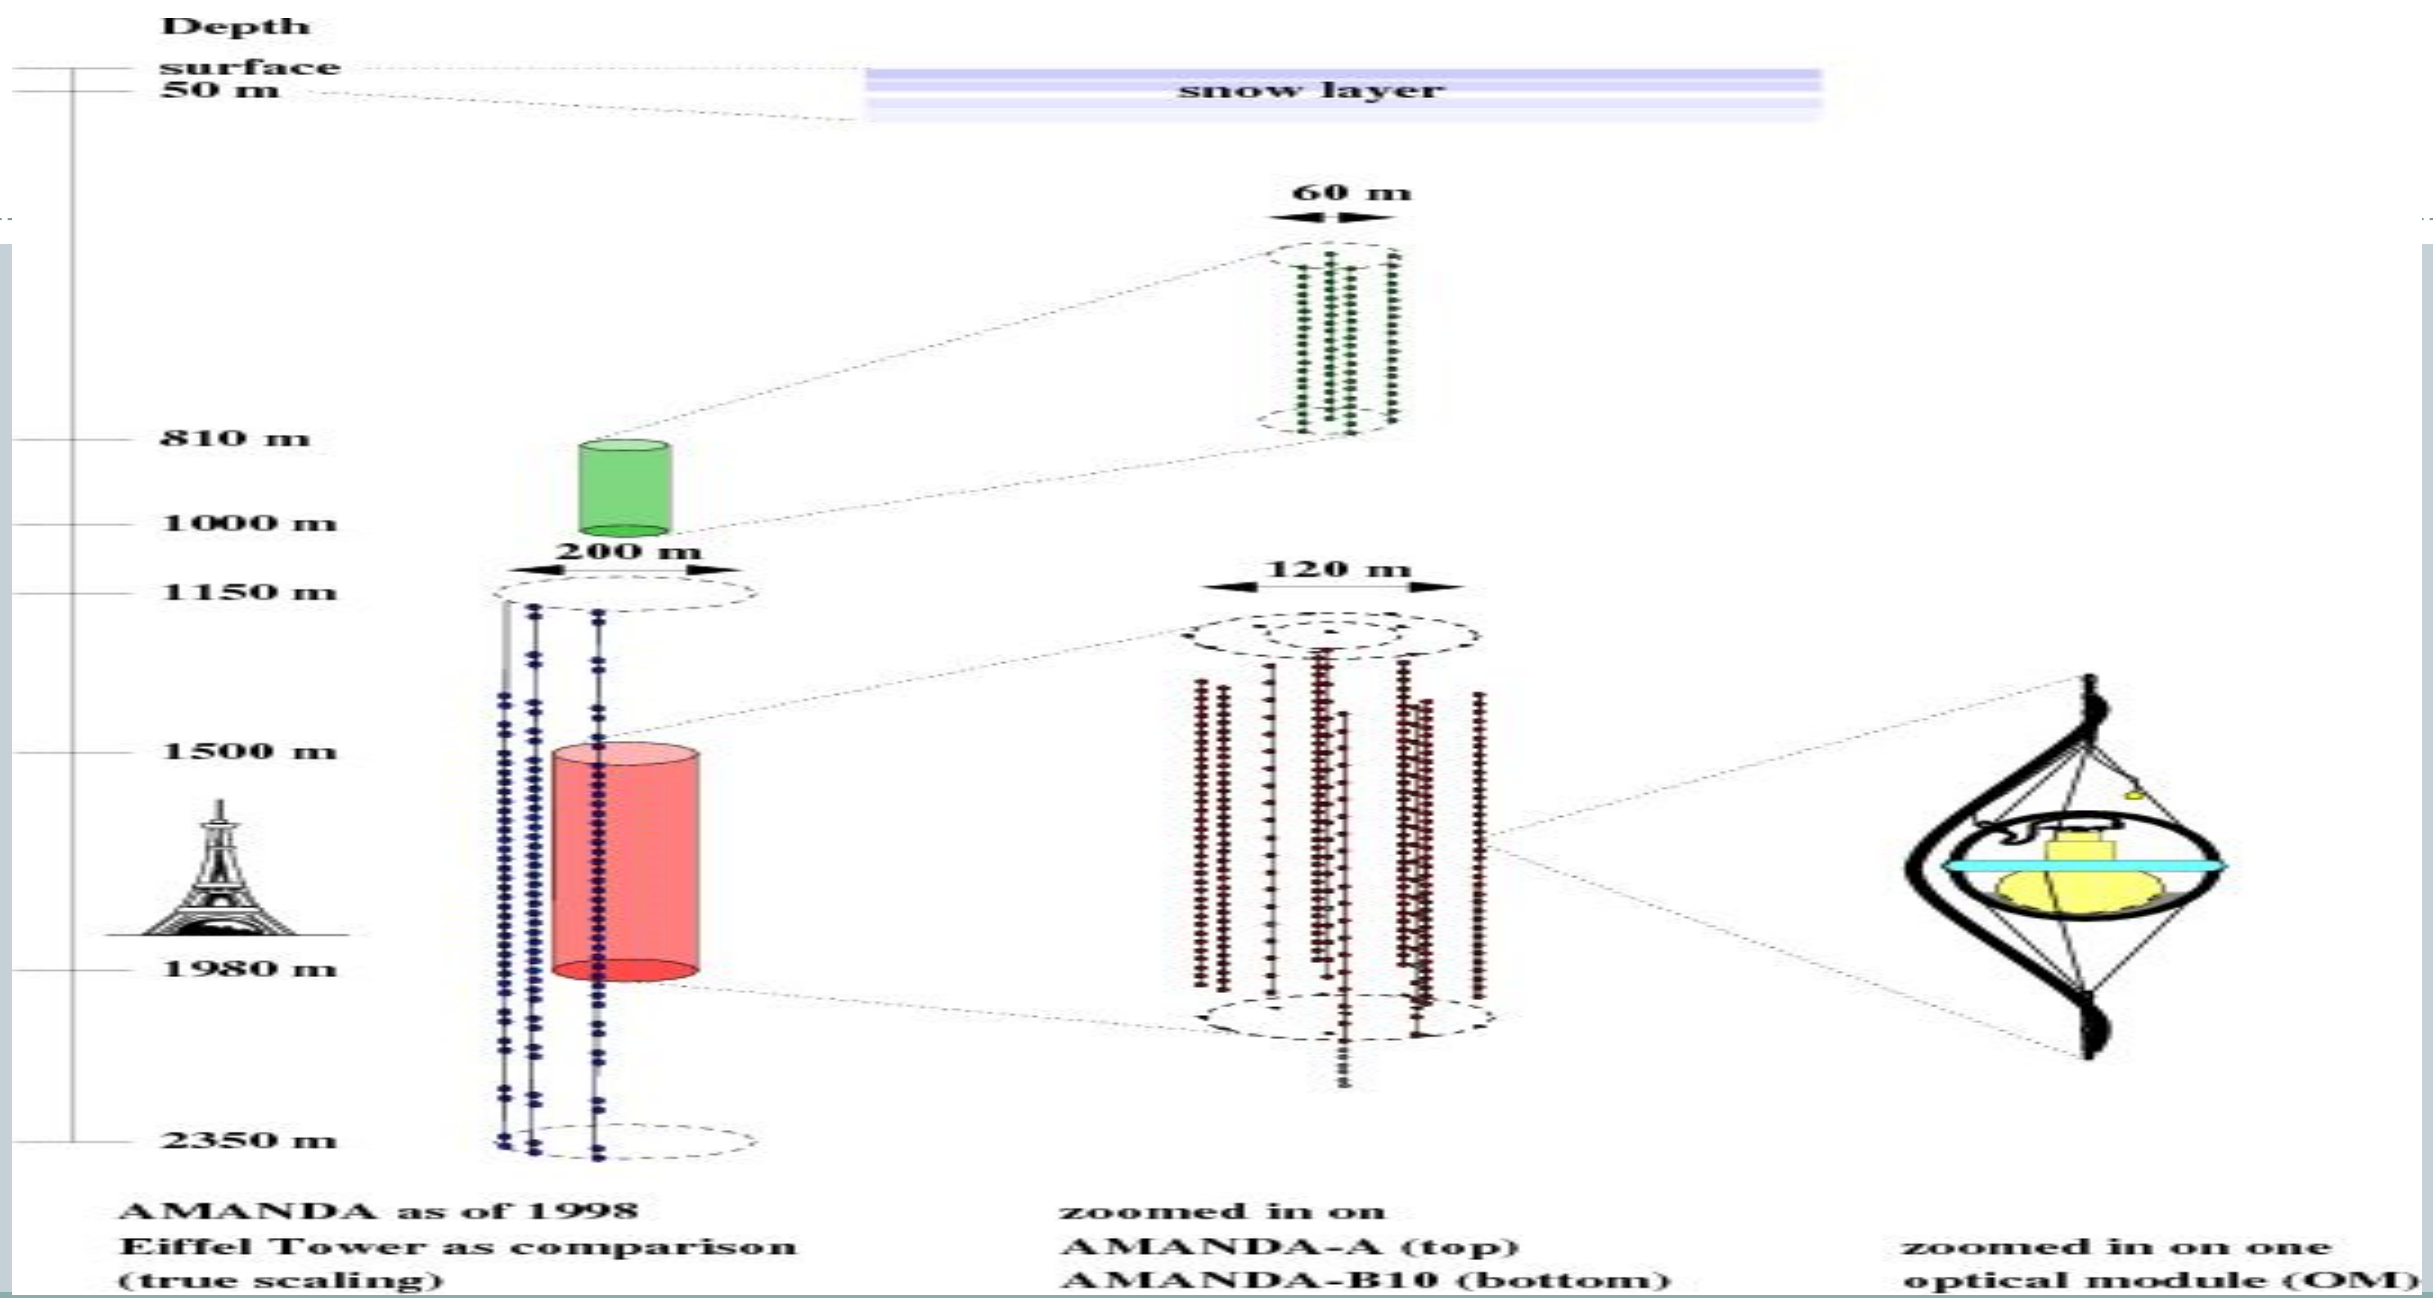 Depth
surface
50 m
snow layer
60 m
810 m
1000 m
200 m
1150 m
120 m
1500 m
1980 m
2350 m
AMANDA as of 1998
Eiffel Tower as comparison
(true scaling)
zoomed in on
AMANDA-A (top)
AMANDA-B10 (bottom)
zoomed in on one
optical module (OM)